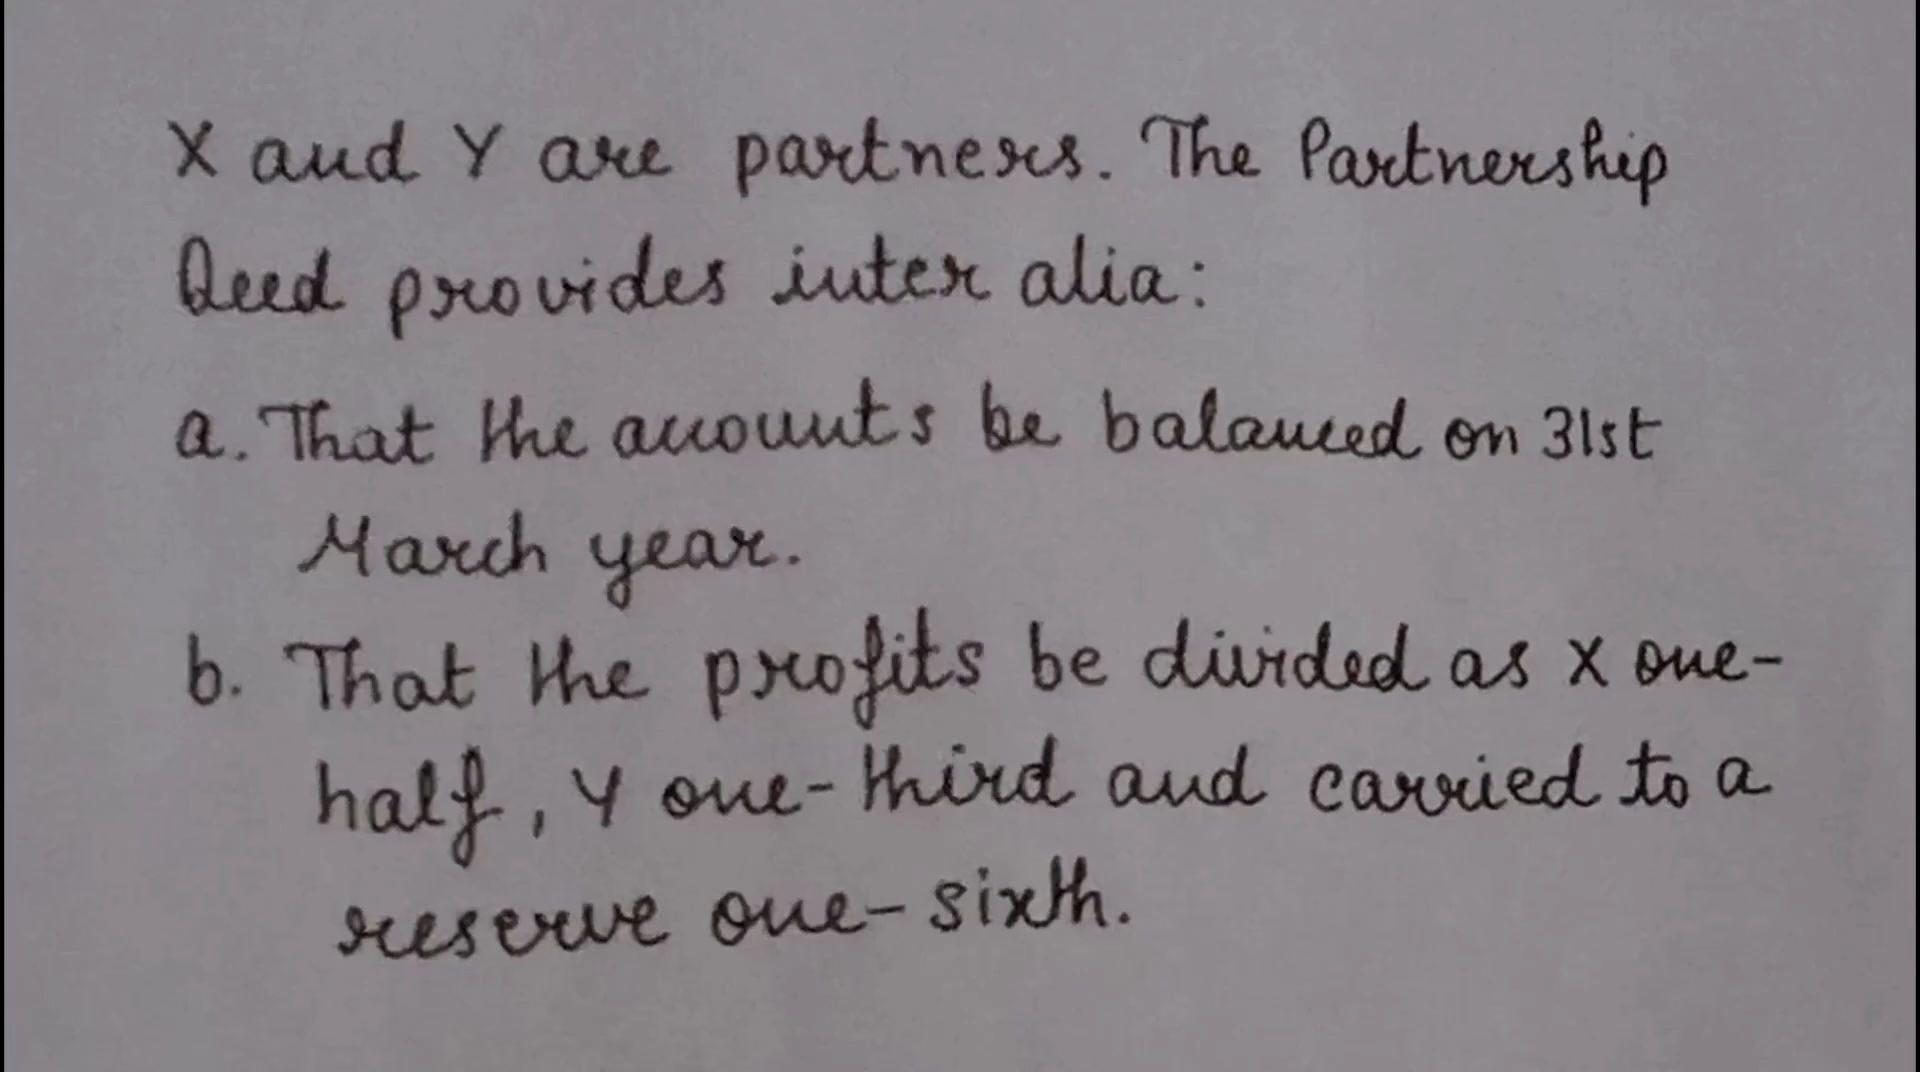 X and Y are partners. The Partnership
Deed provides inter alia:
a. That the accounts be balanced on 31st
March year.
b. That the profits be divided as X one-
half, Y one-third and carried to a
reserve one-sixth.